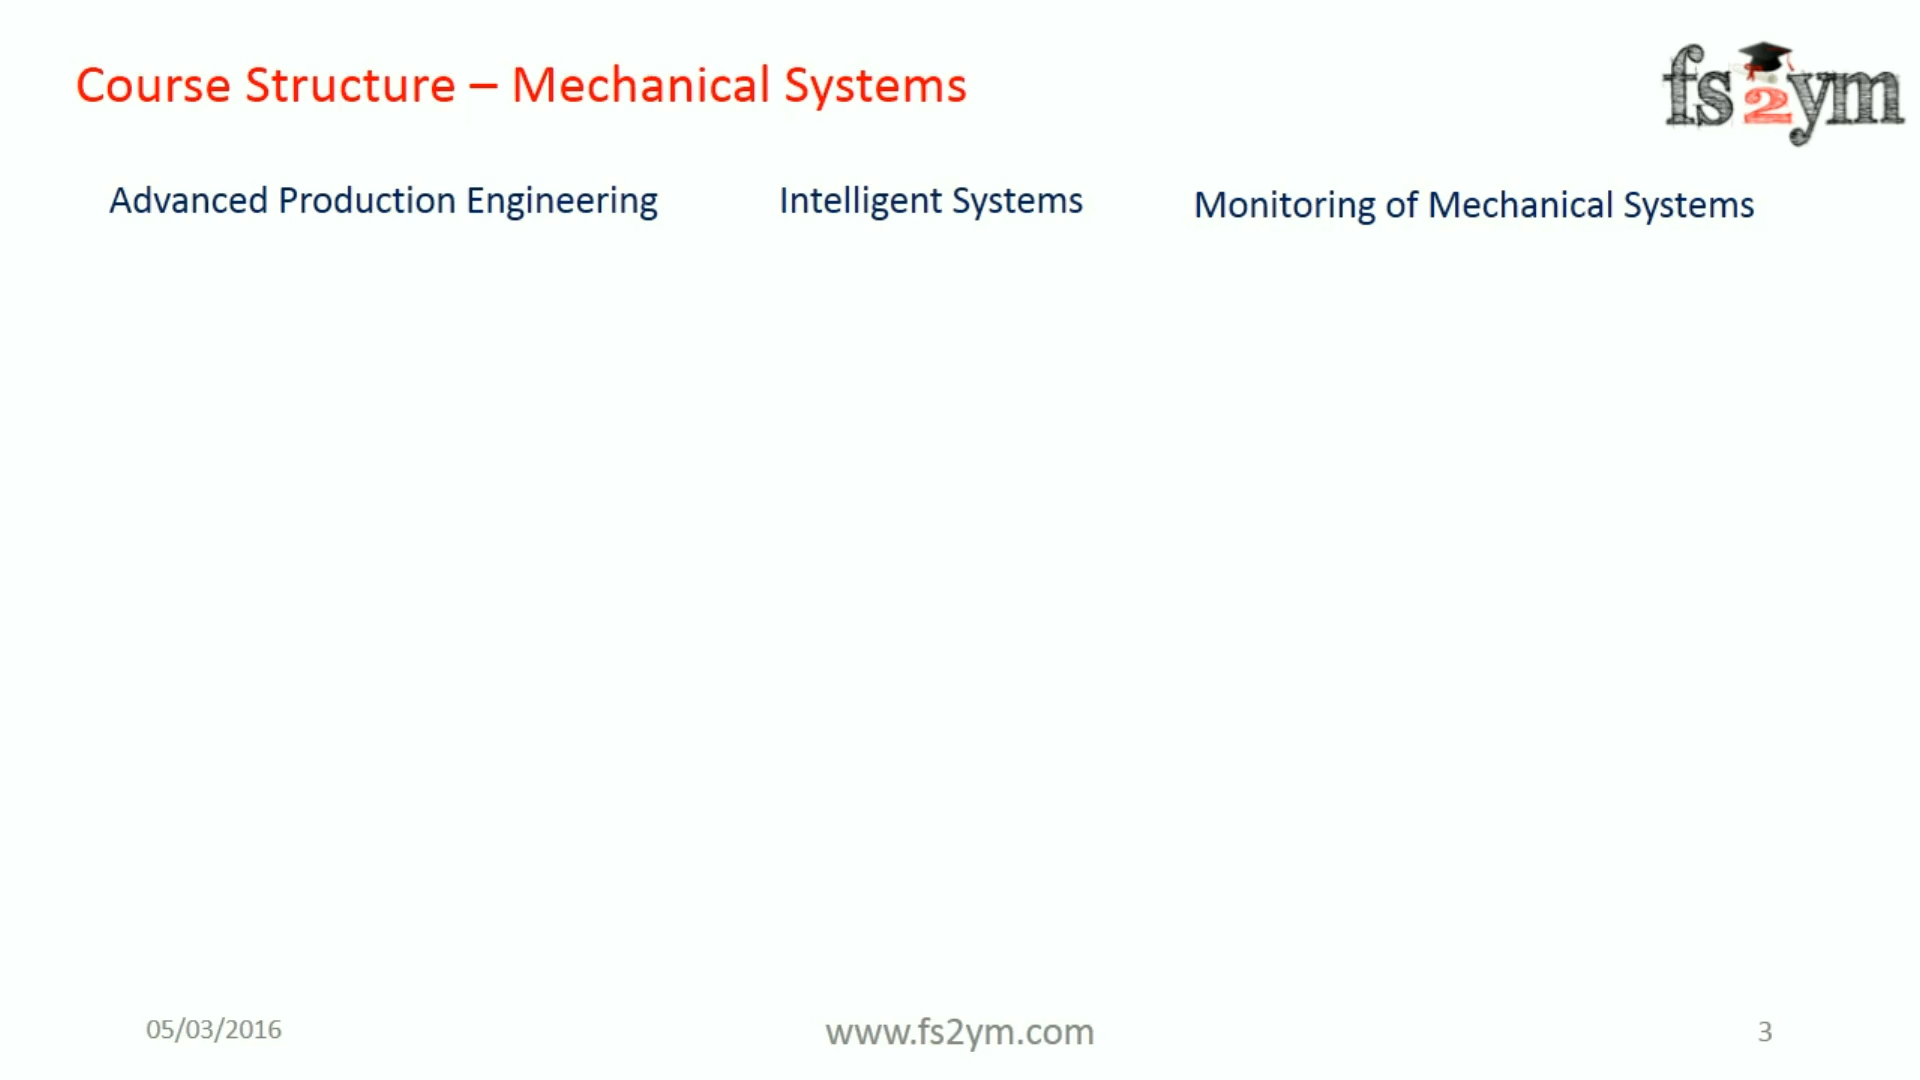 Course Structure – Mechanical Systems
fs2ym
Advanced Production Engineering
Intelligent Systems
Monitoring of Mechanical Systems
05/03/2016
www.fs2ym.com
3